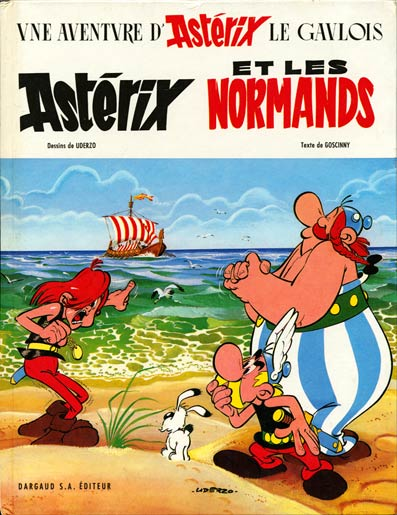 VNE AVENTVRE D'Astérix LE GAVLOIS
Astérix ET LES NORMANDS
Dessins de UDERZO
Texte de GOSCINNY
DARGAUD S.A. ÉDITEUR
·UDERZO·